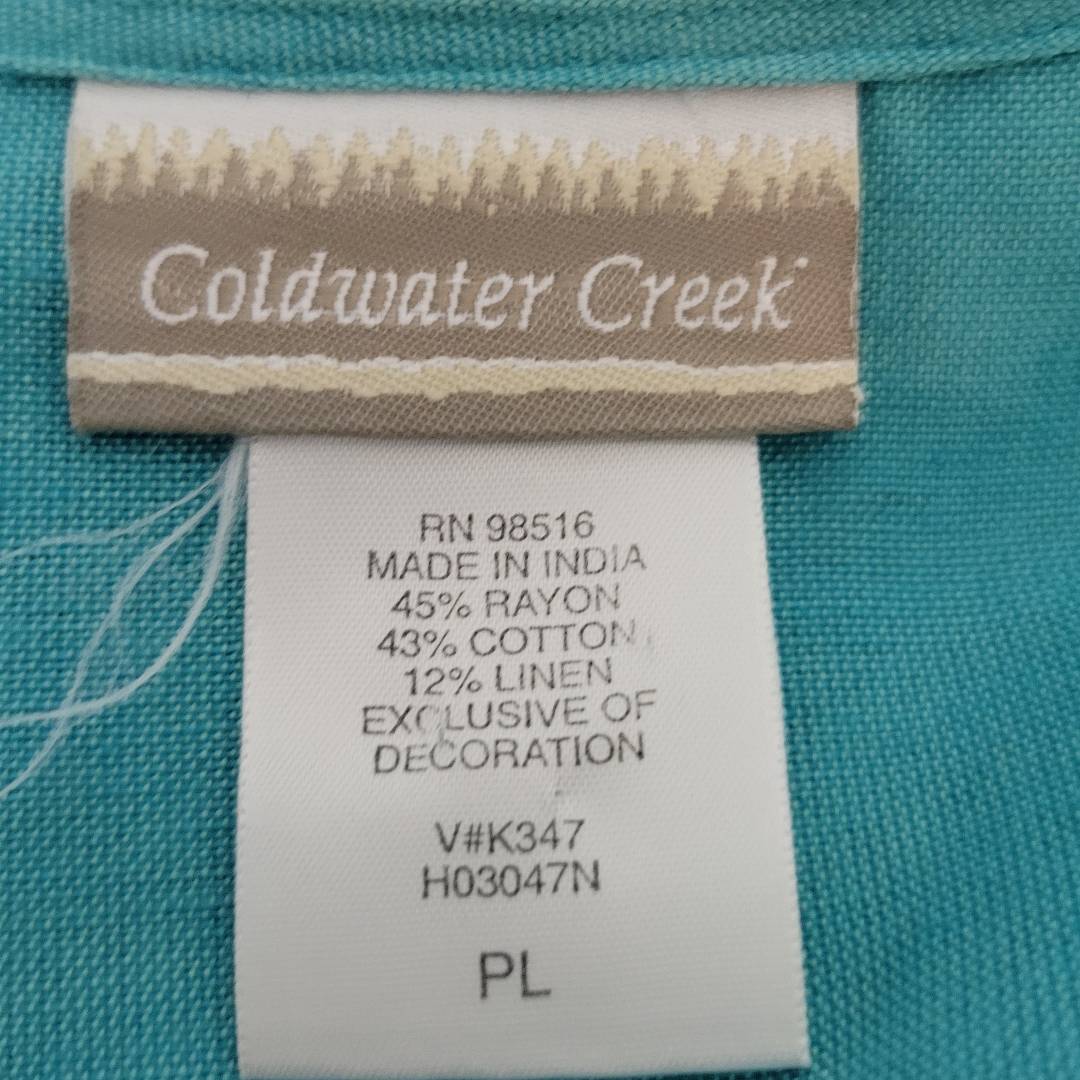 Coldwater Creek
RN 98516
MADE IN INDIA
45% RAYON
43% COTTON
12% LINEN
EXCLUSIVE OF
DECORATION
V#K347
H03047N
PL